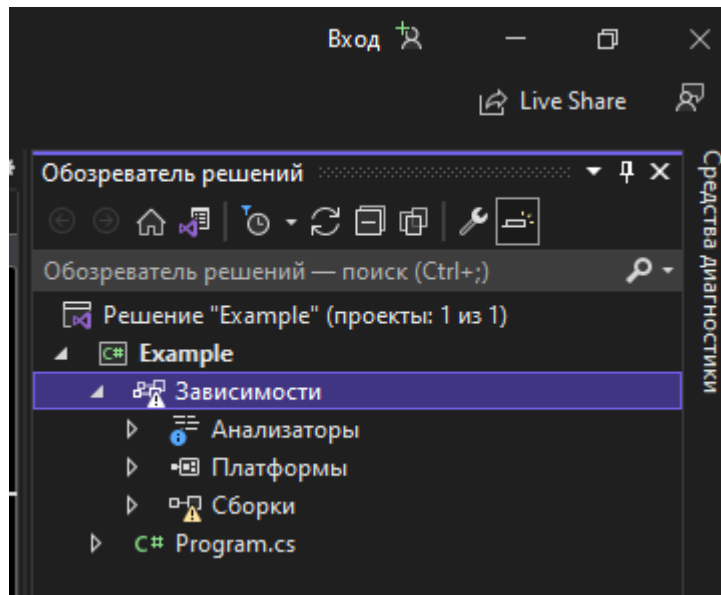 Вход
Live Share
Обозреватель решений
Обозреватель решений — поиск (Ctrl+;)
Решение "Example" (проекты: 1 из 1)
C# Example
Зависимости
Анализаторы
Платформы
Сборки
C# Program.cs
Средства диагностики